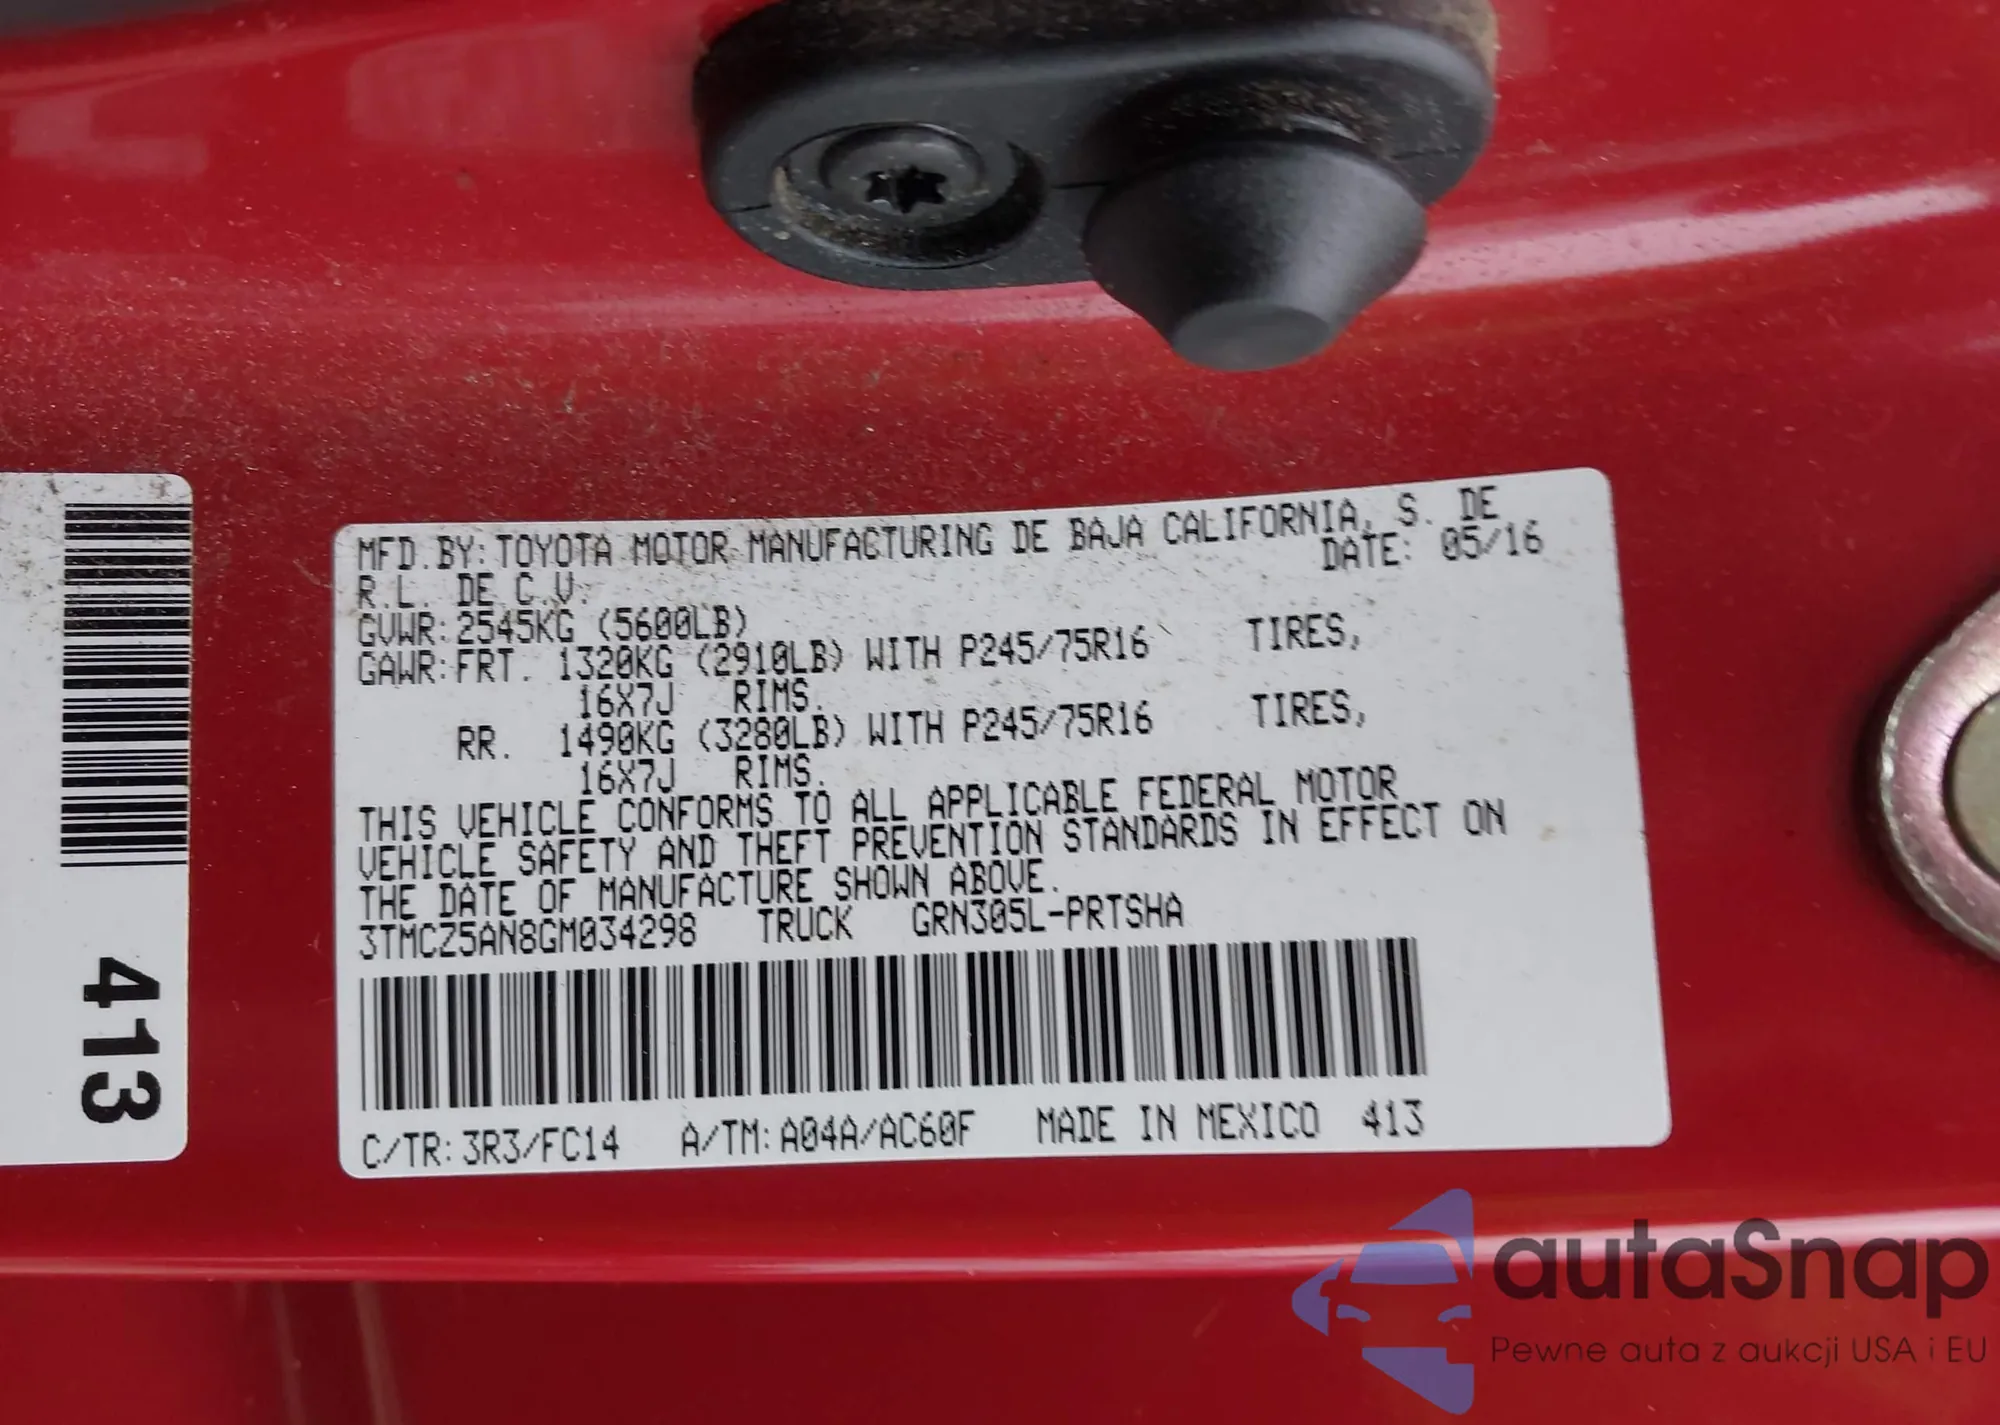 MFD.BY: TOYOTA MOTOR MANUFACTURING DE BAJA CALIFORNIA, S. DE
R.L. DE C.V. DATE: 05/16
GVWR: 2545KG (5600LB)
GAWR: FRT. 1320KG (2910LB) WITH P245/75R16 TIRES,
16X7J RIMS.
RR. 1490KG (3280LB) WITH P245/75R16 TIRES,
16X7J RIMS.
THIS VEHICLE CONFORMS TO ALL APPLICABLE FEDERAL MOTOR
VEHICLE SAFETY AND THEFT PREVENTION STANDARDS IN EFFECT ON
THE DATE OF MANUFACTURE SHOWN ABOVE.
3TMCZ5AN8GM034298 TRUCK GRN305L-PRTSHA
C/TR: 3R3/FC14 A/TM: A04A/AC60F MADE IN MEXICO 413
413
autaSnap
Pewne auta z aukcji USA i EU